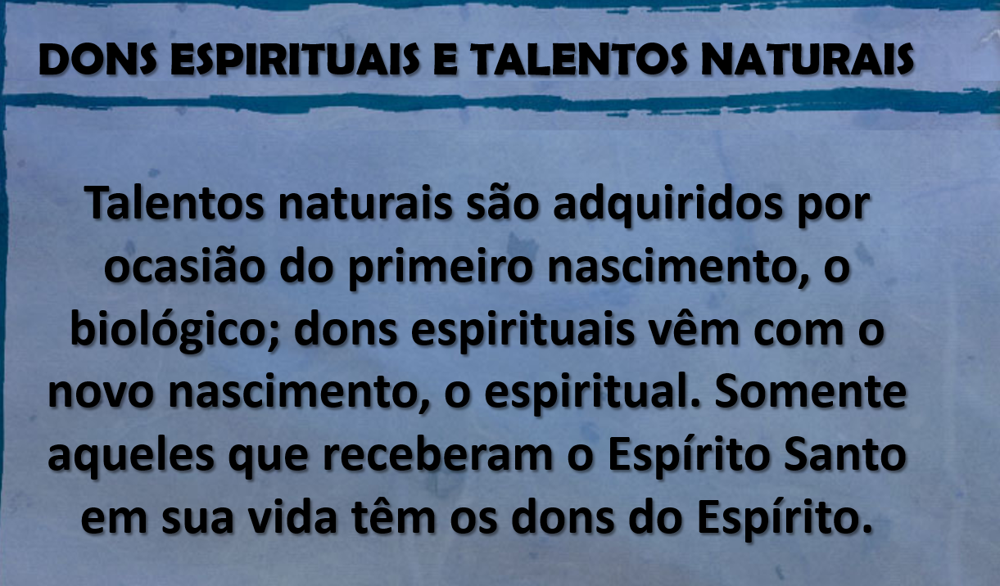 DONS ESPIRITUAIS E TALENTOS NATURAIS
Talentos naturais são adquiridos por
ocasião do primeiro nascimento, o
biológico; dons espirituais vêm com o
novo nascimento, o espiritual. Somente
aqueles que receberam o Espírito Santo
em sua vida têm os dons do Espírito.